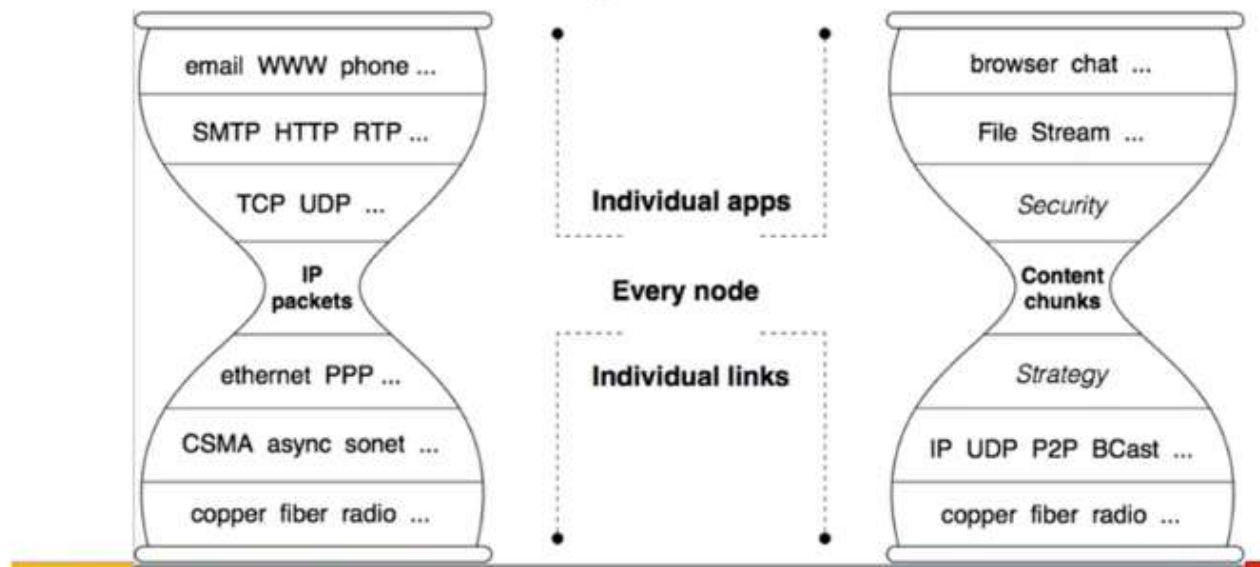 email WWW phone ...
SMTP HTTP RTP ...
TCP UDP ...
IP
packets
ethernet PPP ...
CSMA async sonet ...
copper fiber radio ...
Individual apps
Every node
Individual links
browser chat ...
File Stream ...
Security
Content
chunks
Strategy
IP UDP P2P BCast ...
copper fiber radio ...